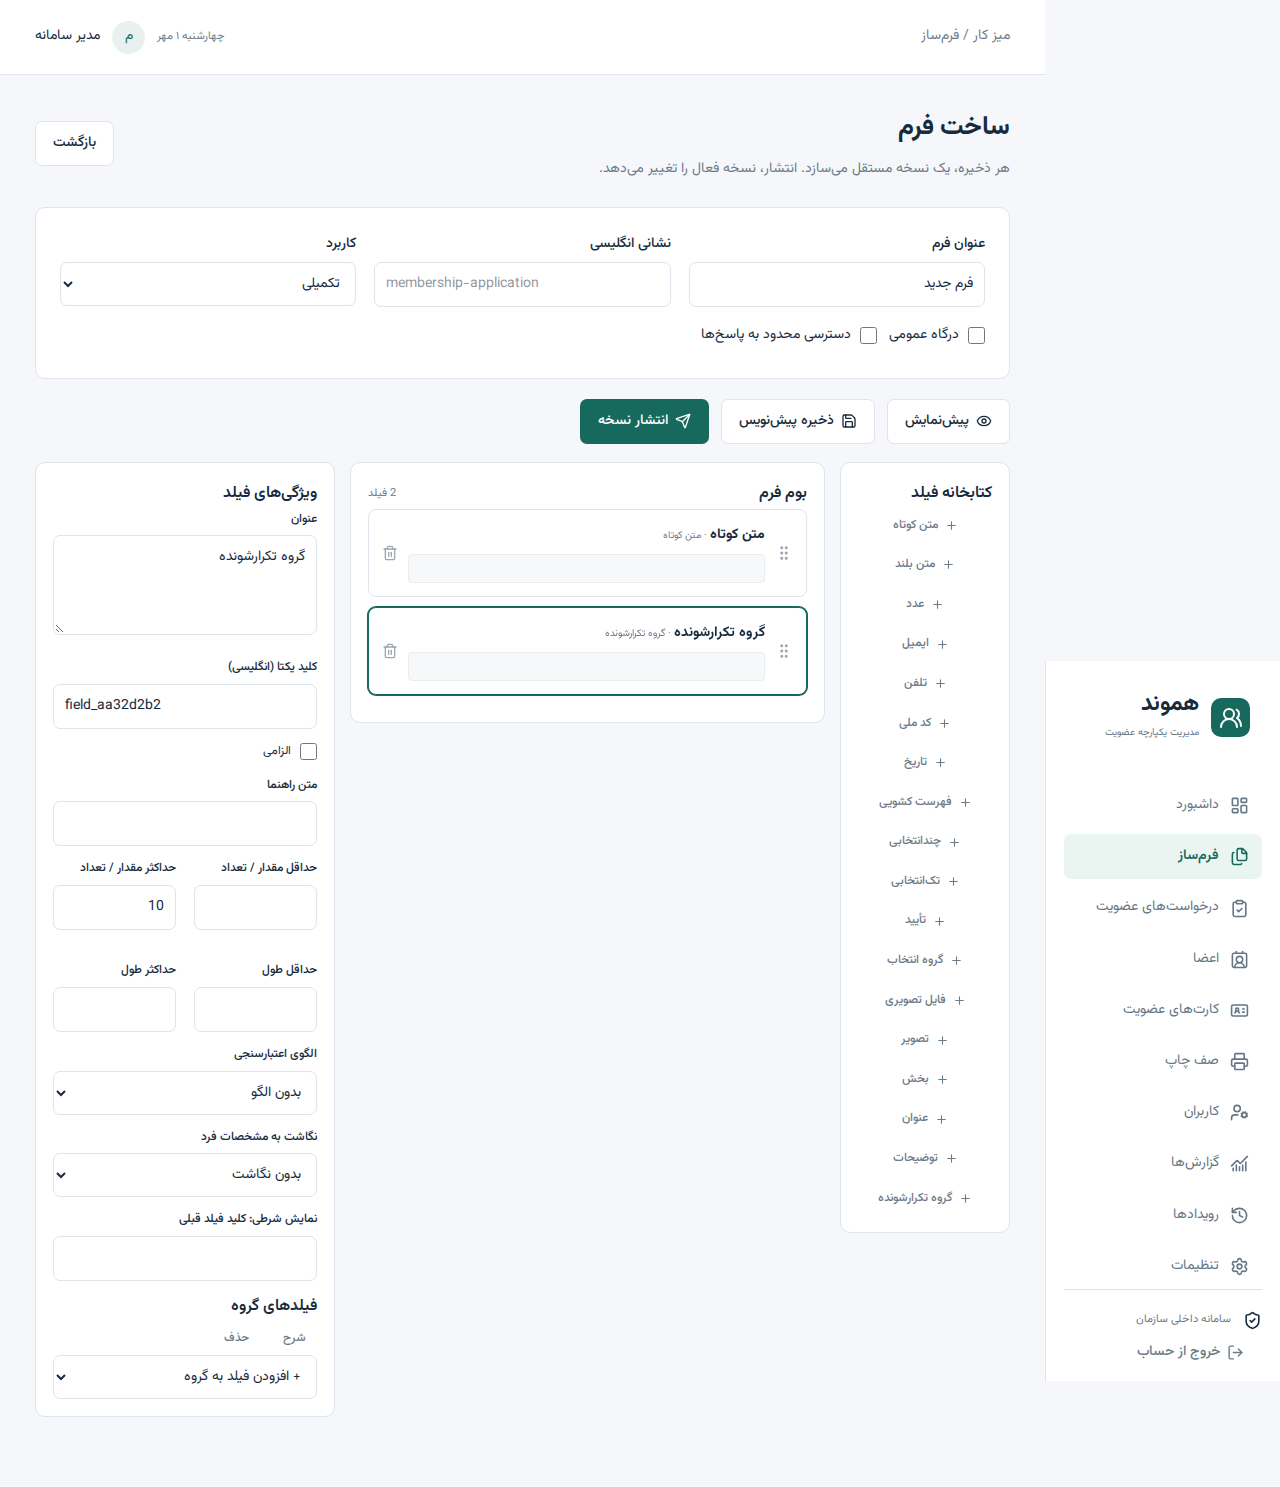 میز کار / فرم‌ساز
چهارشنبه ۱ مهر
م
مدیر سامانه
ساخت فرم
هر ذخیره، یک نسخه مستقل می‌سازد. انتشار، نسخه فعال را تغییر می‌دهد.
بازگشت
عنوان فرم
نشانی انگلیسی
کاربرد
فرم جدید
membership-application
تکمیلی
درگاه عمومی
دسترسی محدود به پاسخ‌ها
پیش‌نمایش
ذخیره پیش‌نویس
انتشار نسخه
کتابخانه فیلد
متن کوتاه
متن بلند
عدد
ایمیل
تلفن
کد ملی
تاریخ
فهرست کشویی
چندانتخابی
تک‌انتخابی
تأیید
گروه انتخاب
فایل تصویری
تصویر
بخش
عنوان
توضیحات
گروه تکرارشونده
بوم فرم
2 فیلد
متن کوتاه · متن کوتاه
گروه تکرارشونده · گروه تکرارشونده
ویژگی‌های فیلد
عنوان
گروه تکرارشونده
کلید یکتا (انگلیسی)
field_aa32d2b2
الزامی
متن راهنما
حداقل مقدار / تعداد
حداکثر مقدار / تعداد
10
حداقل طول
حداکثر طول
الگوی اعتبارسنجی
بدون الگو
نگاشت به مشخصات فرد
بدون نگاشت
نمایش شرطی: کلید فیلد قبلی
فیلدهای گروه
شرح
حذف
+ افزودن فیلد به گروه
هموند
مدیریت یکپارچه عضویت
داشبورد
فرم‌ساز
درخواست‌های عضویت
اعضا
کارت‌های عضویت
صف چاپ
کاربران
گزارش‌ها
رویدادها
تنظیمات
سامانه داخلی سازمان
خروج از حساب